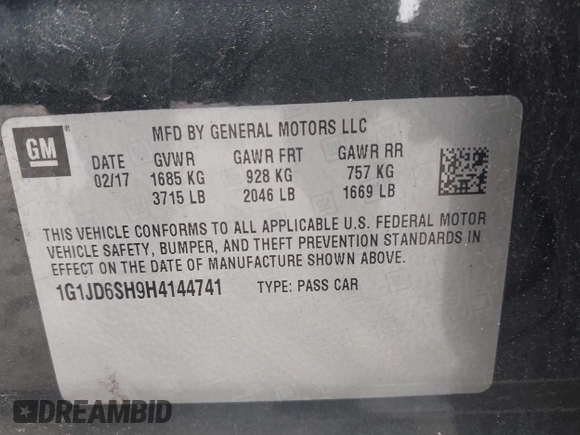 GM
MFD BY GENERAL MOTORS LLC
DATE GVWR GAWR FRT GAWR RR
02/17 1685 KG 928 KG 757 KG
3715 LB 2046 LB 1669 LB
THIS VEHICLE CONFORMS TO ALL APPLICABLE U.S. FEDERAL MOTOR
VEHICLE SAFETY, BUMPER, AND THEFT PREVENTION STANDARDS IN
EFFECT ON THE DATE OF MANUFACTURE SHOWN ABOVE.
1G1JD6SH9H4144741 TYPE: PASS CAR
DREAMBID